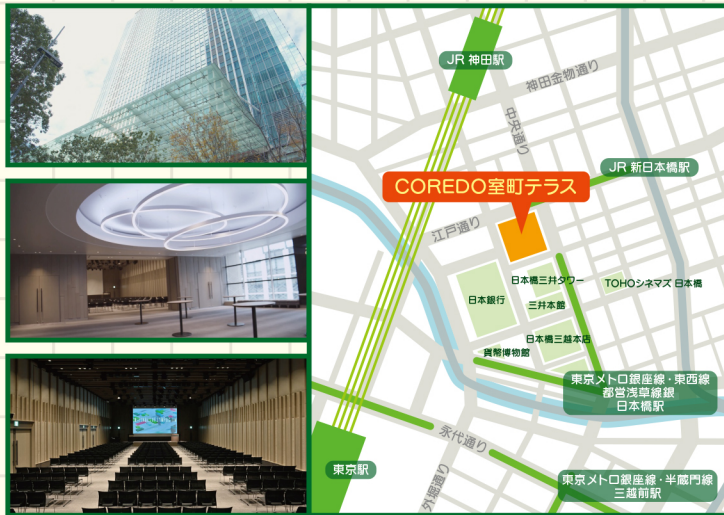 JR 神田駅
神田金物通り
中央通り
JR 新日本橋駅
COREDO室町テラス
江戸通り
日本橋三井タワー
TOHOシネマズ 日本橋
日本銀行
三井本館
日本橋三越本店
貨幣博物館
東京メトロ銀座線・東西線
都営浅草線銀
日本橋駅
永代通り
東京駅
外堀通り
東京メトロ銀座線・半蔵門線
三越前駅